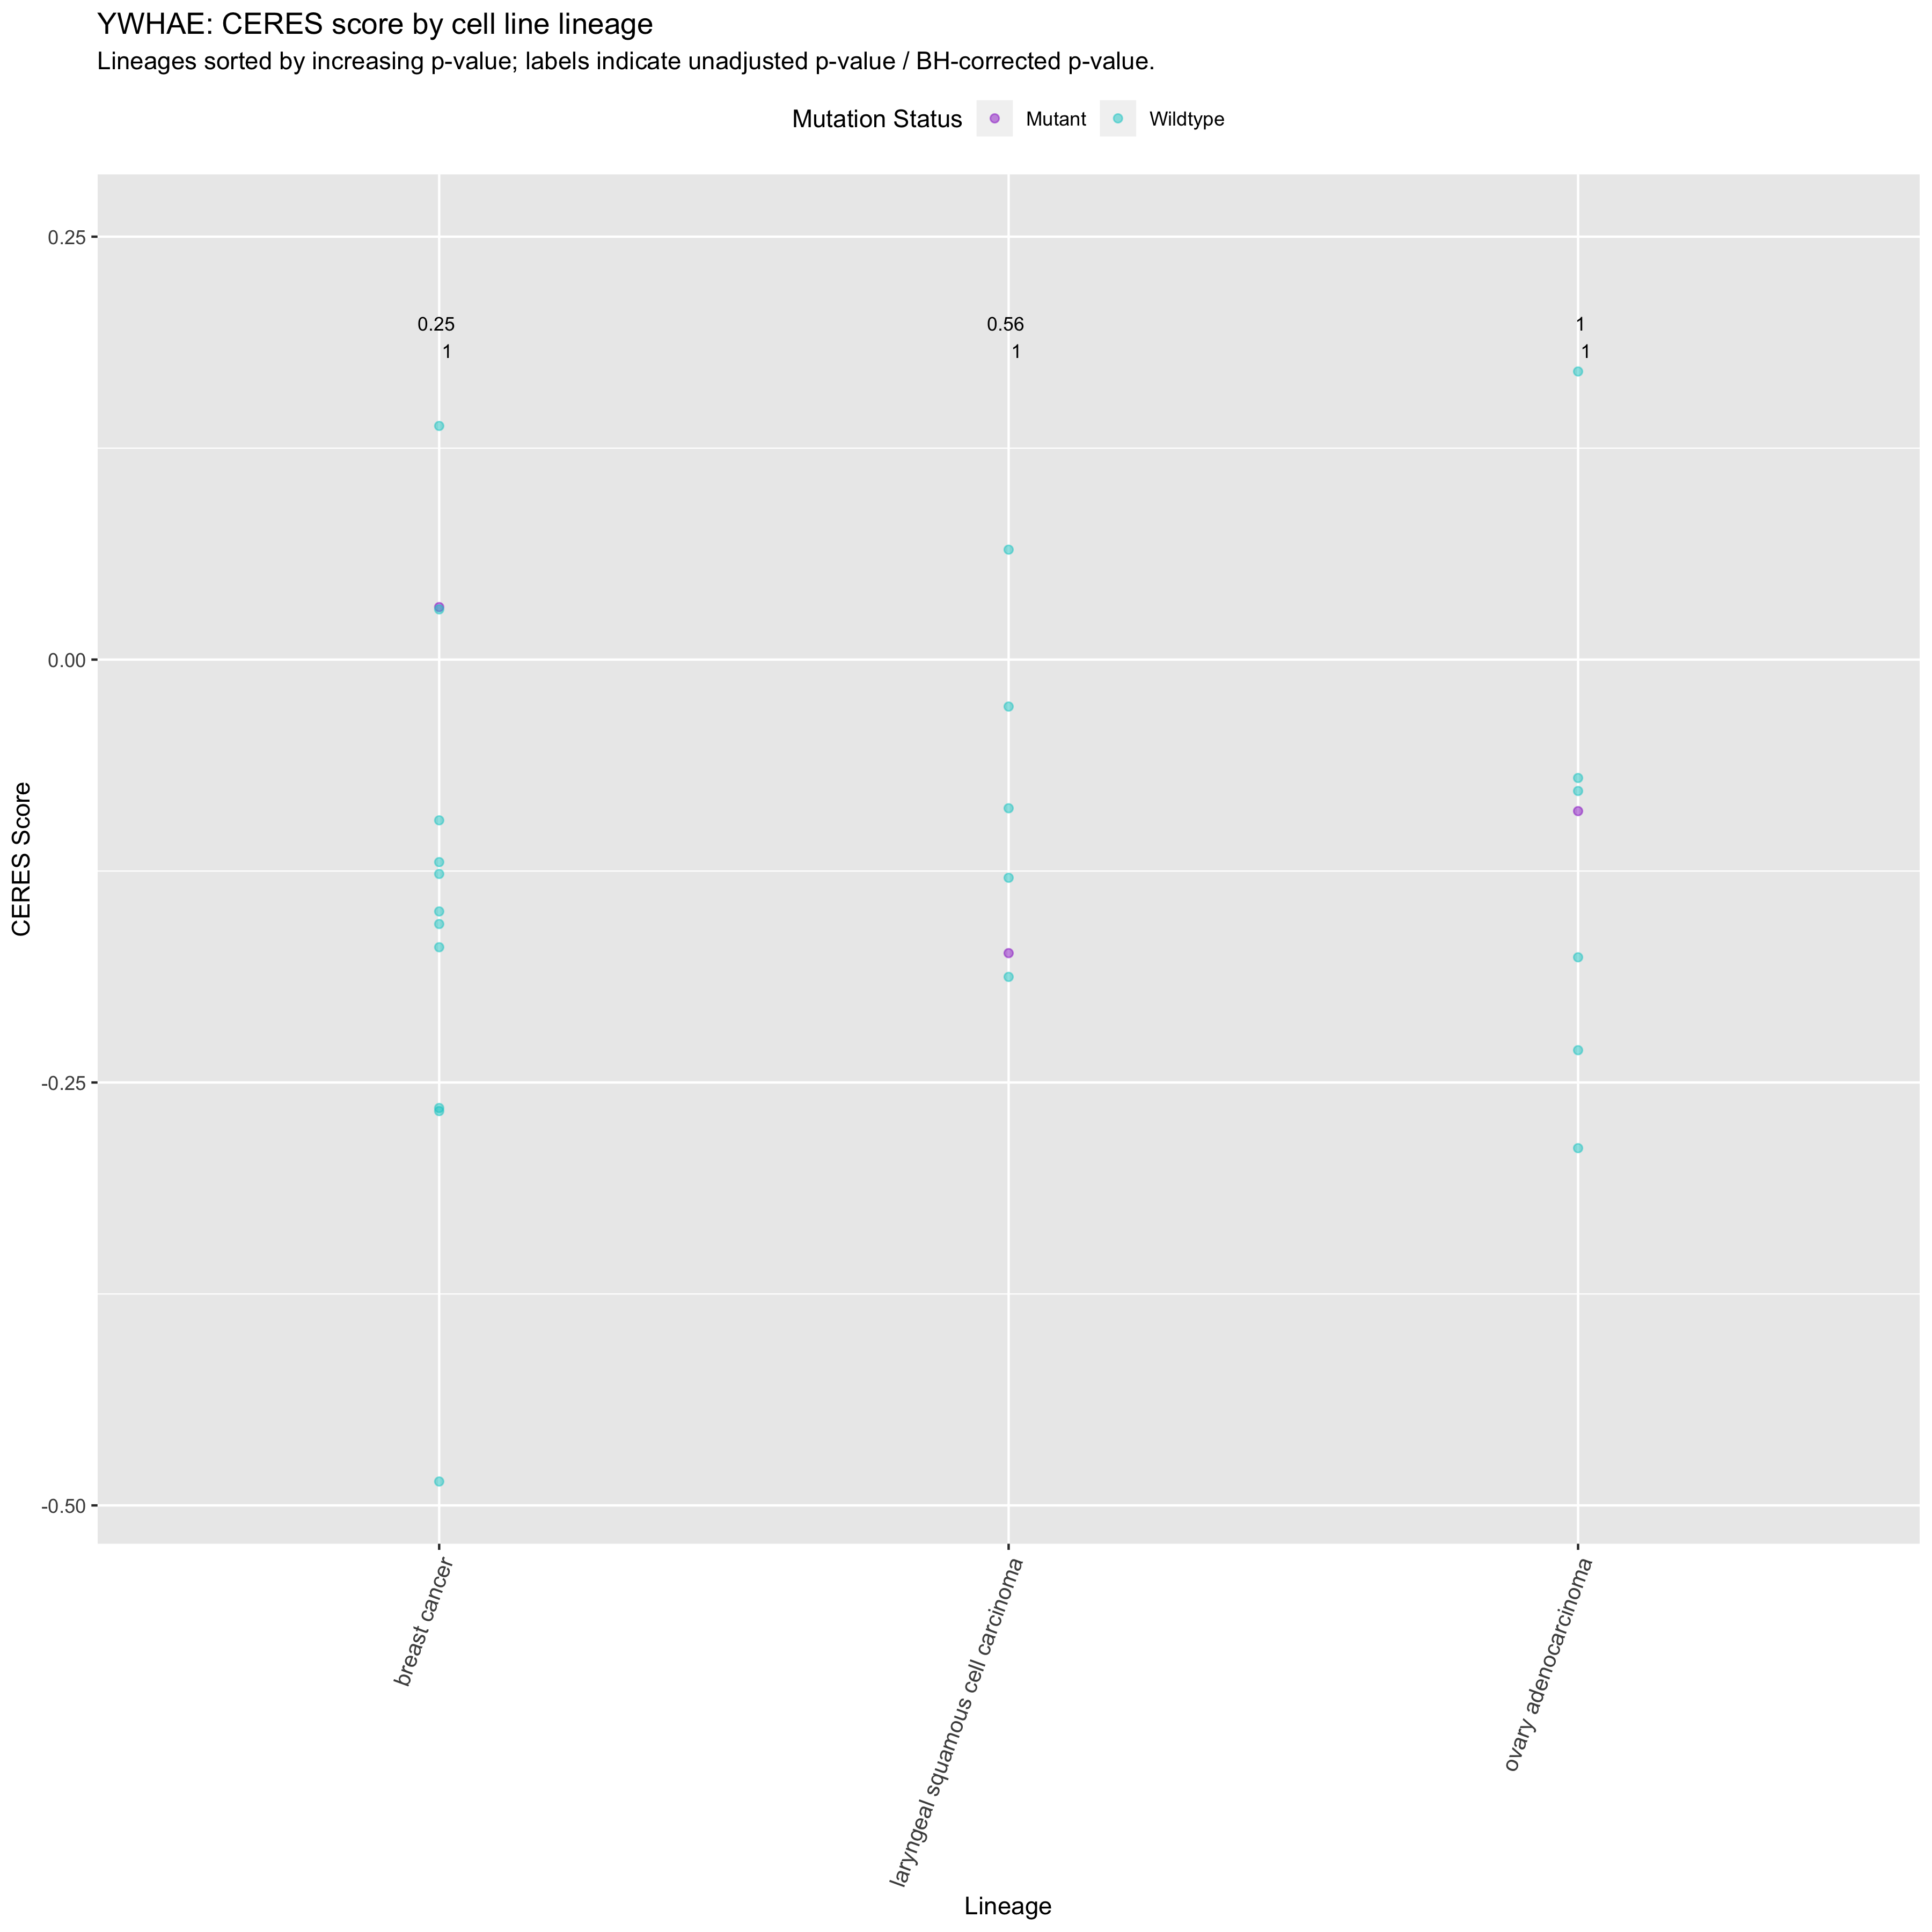 YWHAE: CERES score by cell line lineage
Lineages sorted by increasing p-value; labels indicate unadjusted p-value / BH-corrected p-value.
Mutation Status Mutant Wildtype
0.25
0.00
-0.25
-0.50
CERES Score
0.25
1
0.56
1
1
1
breast cancer
laryngeal squamous cell carcinoma
ovary adenocarcinoma
Lineage